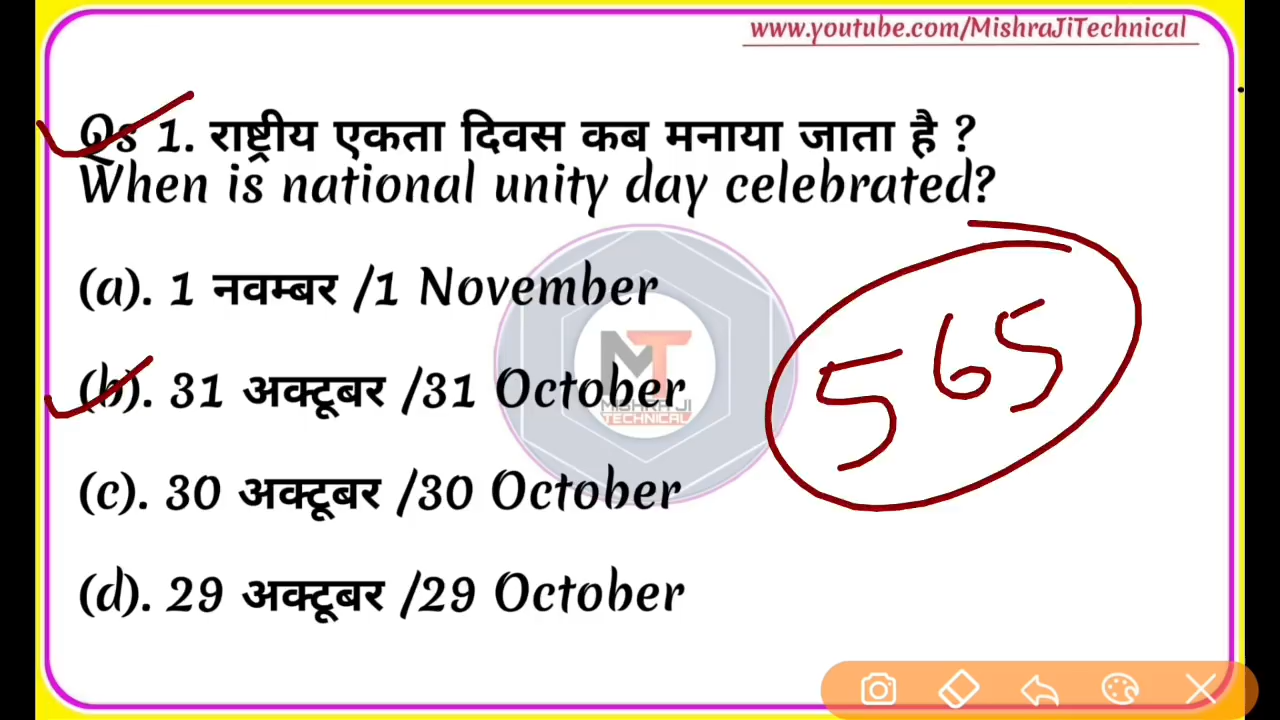 www.youtube.com/MishraJiTechnical
Qs 1. राष्ट्रीय एकता दिवस कब मनाया जाता है ?
When is national unity day celebrated?
(a). 1 नवम्बर /1 November
(b). 31 अक्टूबर /31 October
565
MT
MISHRA JI
TECHNICAL
(c). 30 अक्टूबर /30 October
(d). 29 अक्टूबर /29 October